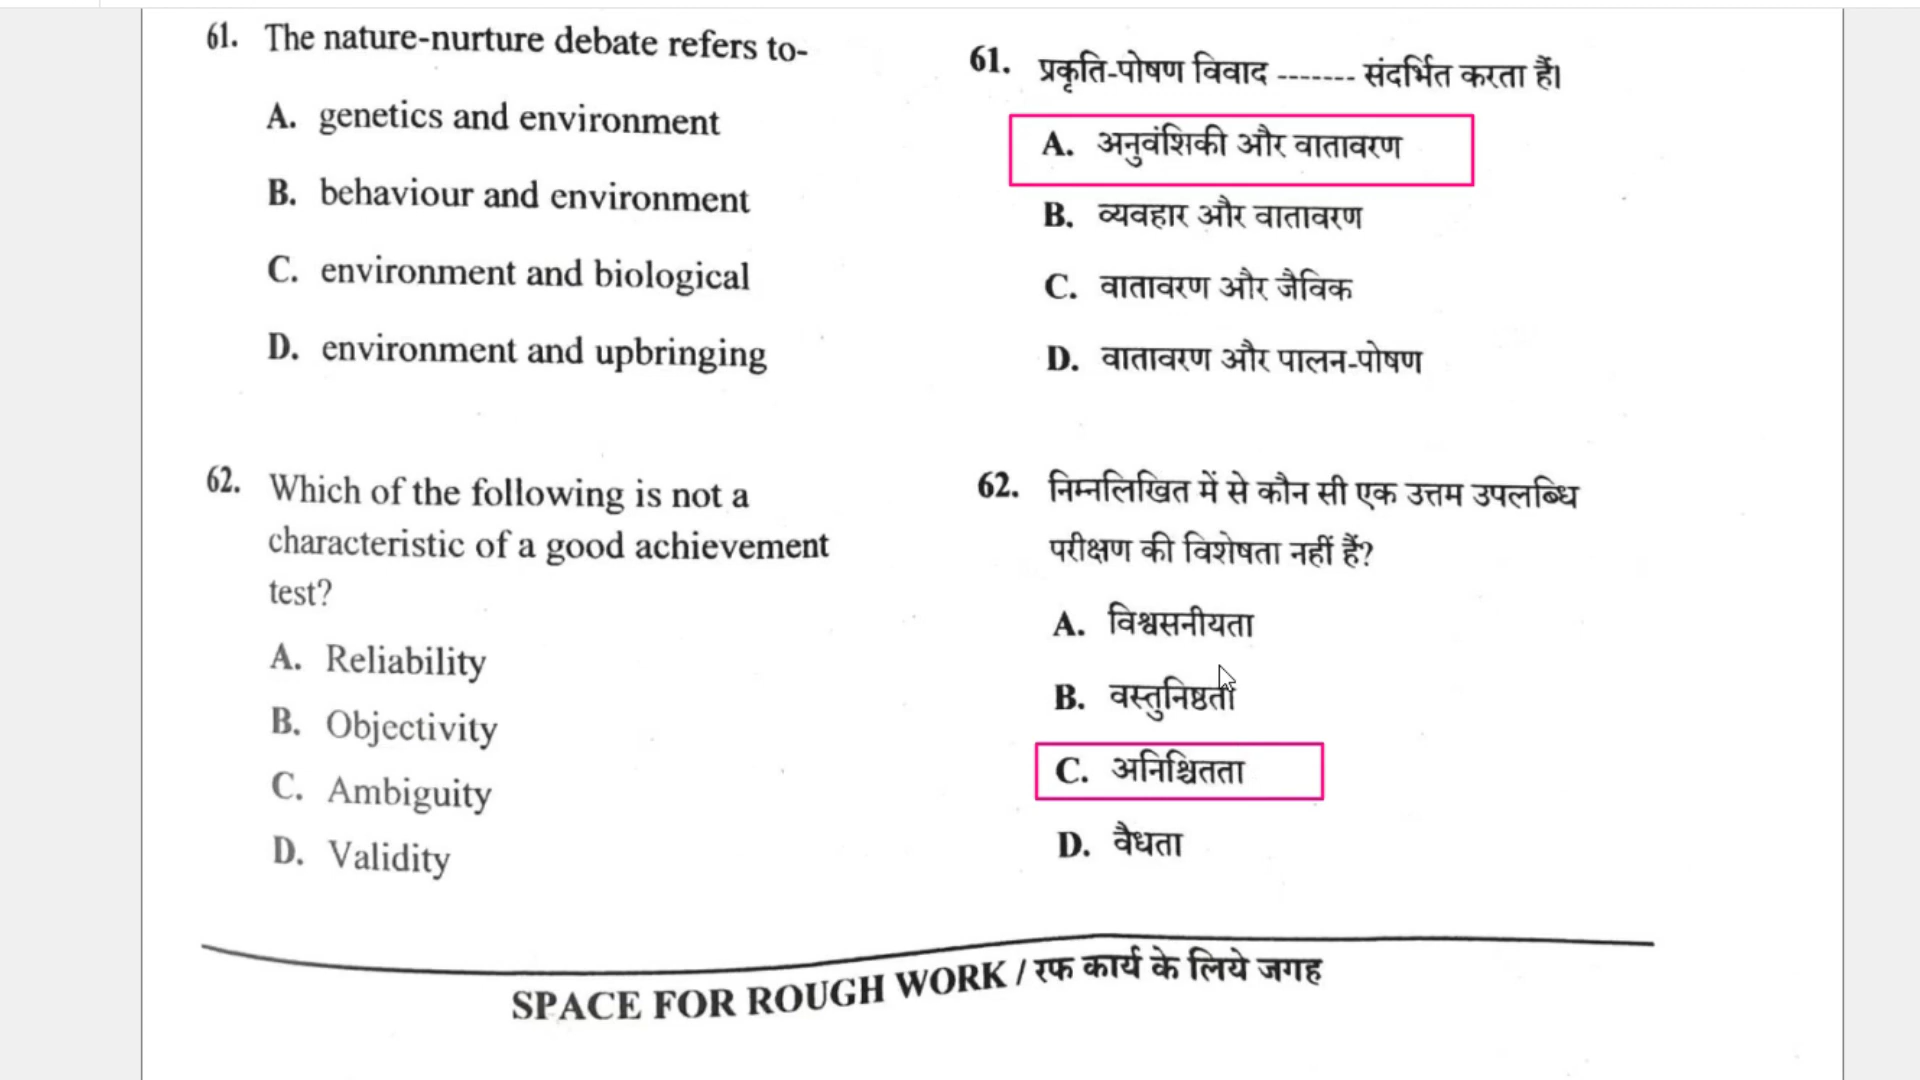 61. The nature-nurture debate refers to-
A. genetics and environment
B. behaviour and environment
C. environment and biological
D. environment and upbringing
62. Which of the following is not a
characteristic of a good achievement
test?
A. Reliability
B. Objectivity
C. Ambiguity
D. Validity
61. प्रकृति-पोषण विवाद ------- संदर्भित करता हैं।
A. अनुवंशिकी और वातावरण
B. व्यवहार और वातावरण
C. वातावरण और जैविक
D. वातावरण और पालन-पोषण
62. निम्नलिखित में से कौन सी एक उत्तम उपलब्धि
परीक्षण की विशेषता नहीं हैं?
A. विश्वसनीयता
B. वस्तुनिष्ठता
C. अनिश्चितता
D. वैधता
SPACE FOR ROUGH WORK / रफ कार्य के लिये जगह